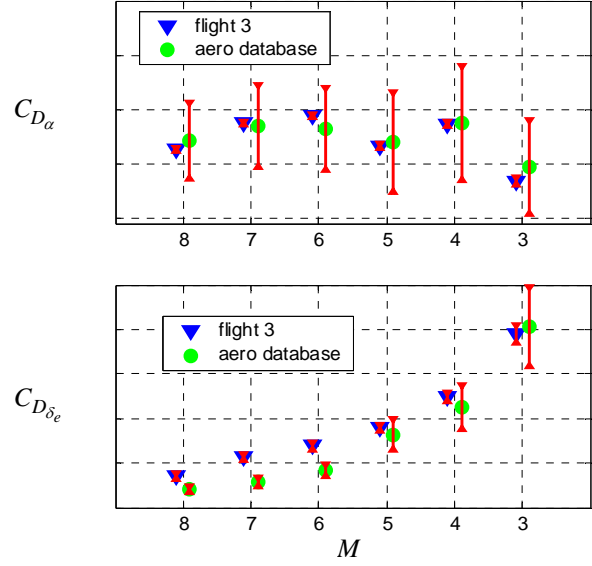 flight 3
aero database
C_{D_α}
8 7 6 5 4 3
flight 3
aero database
C_{D_{δ_e}}
8 7 6 5 4 3
M